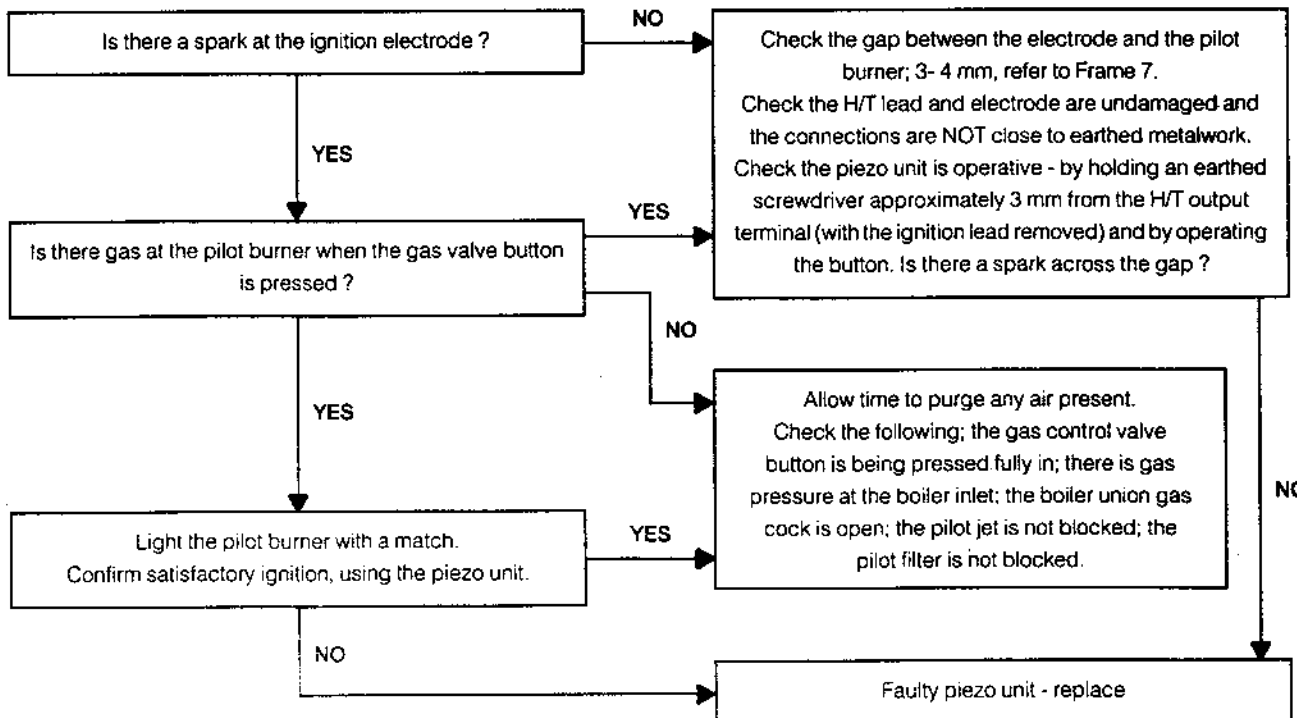 Is there a spark at the ignition electrode ?
NO
Check the gap between the electrode and the pilot
burner; 3- 4 mm, refer to Frame 7.
Check the H/T lead and electrode are undamaged and
the connections are NOT close to earthed metalwork.
Check the piezo unit is operative - by holding an earthed
screwdriver approximately 3 mm from the H/T output
terminal (with the ignition lead removed) and by operating
the button. Is there a spark across the gap ?
YES
YES
Is there gas at the pilot burner when the gas valve button
is pressed ?
NO
YES
Allow time to purge any air present.
Check the following; the gas control valve
button is being pressed fully in; there is gas
pressure at the boiler inlet; the boiler union gas
cock is open; the pilot jet is not blocked; the
pilot filter is not blocked.
NO
Light the pilot burner with a match.
Confirm satisfactory ignition, using the piezo unit.
YES
NO
Faulty piezo unit - replace